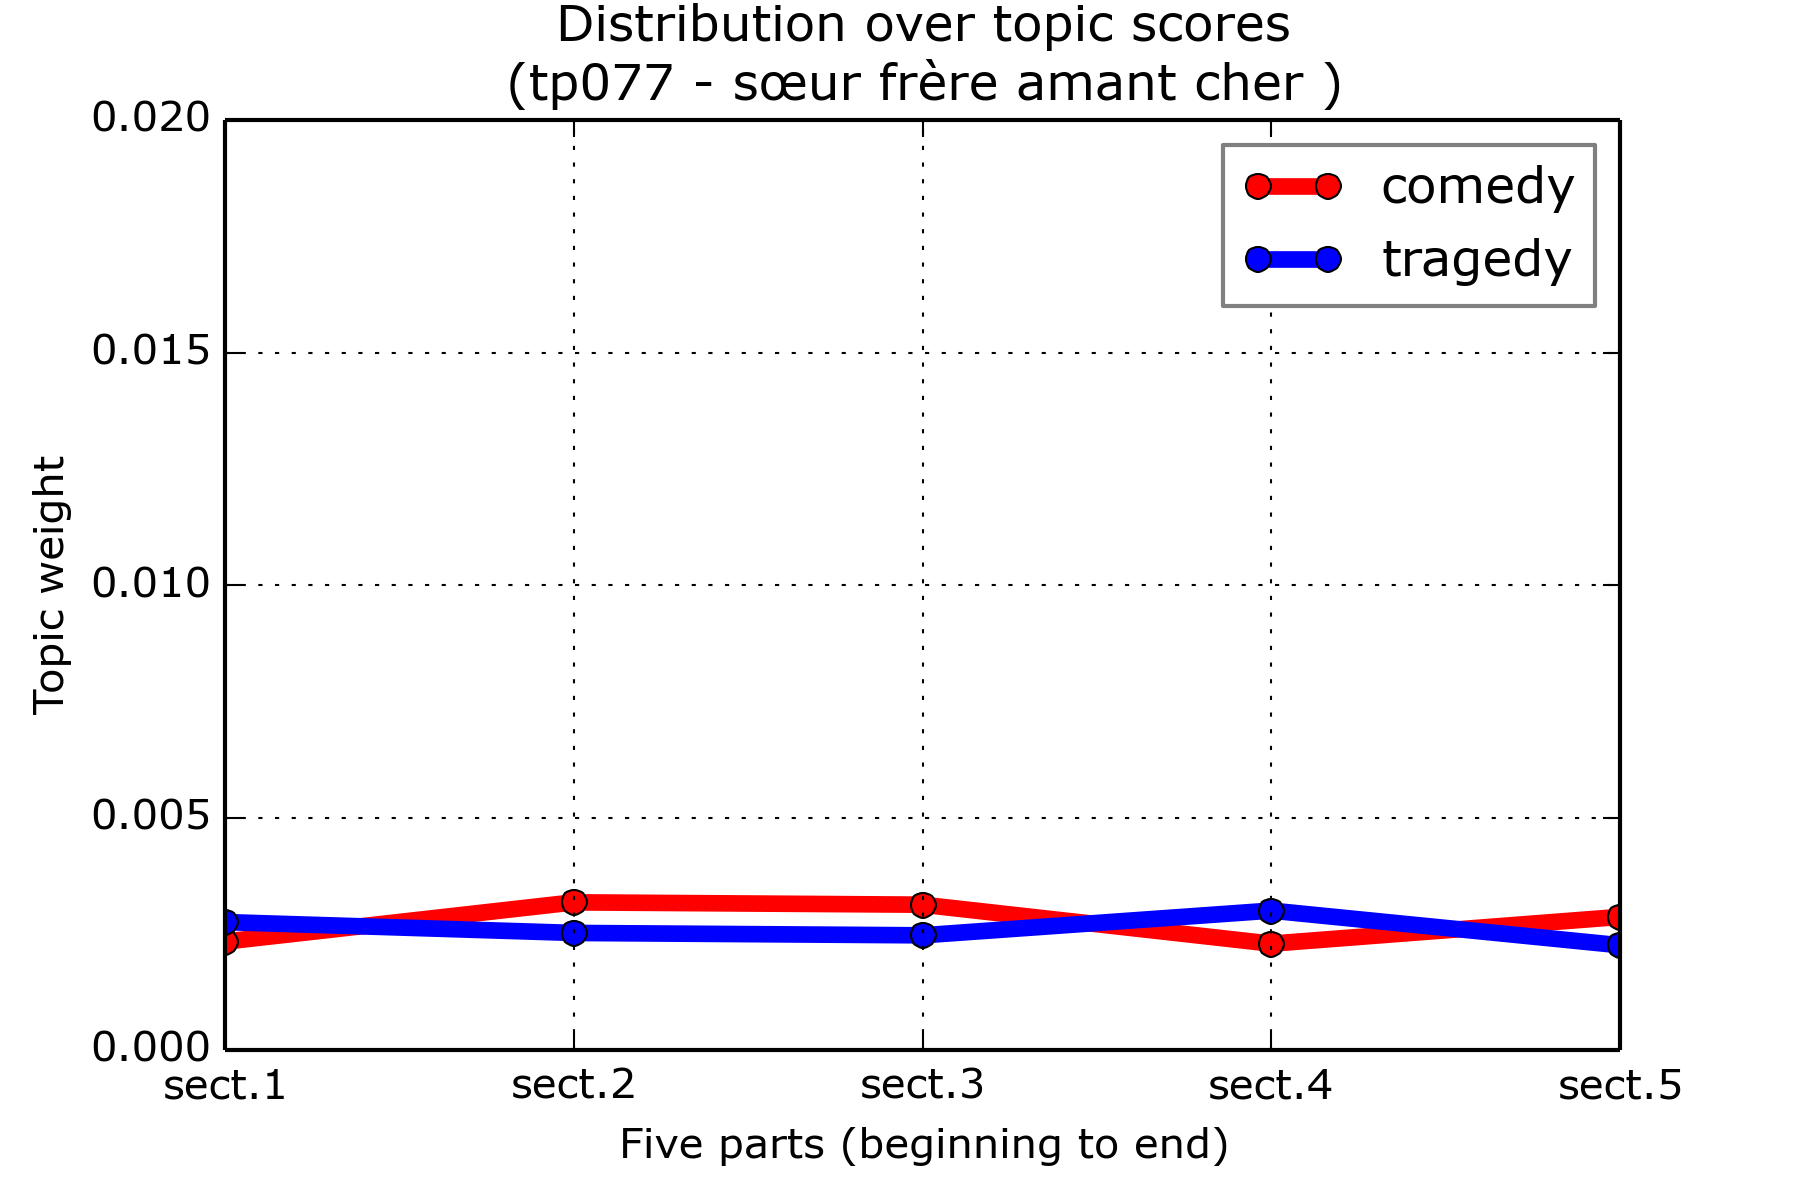 Distribution over topic scores
(tp077 - sœur frère amant cher )
comedy
tragedy
Topic weight
0.020
0.015
0.010
0.005
0.000
sect.1 sect.2 sect.3 sect.4 sect.5
Five parts (beginning to end)